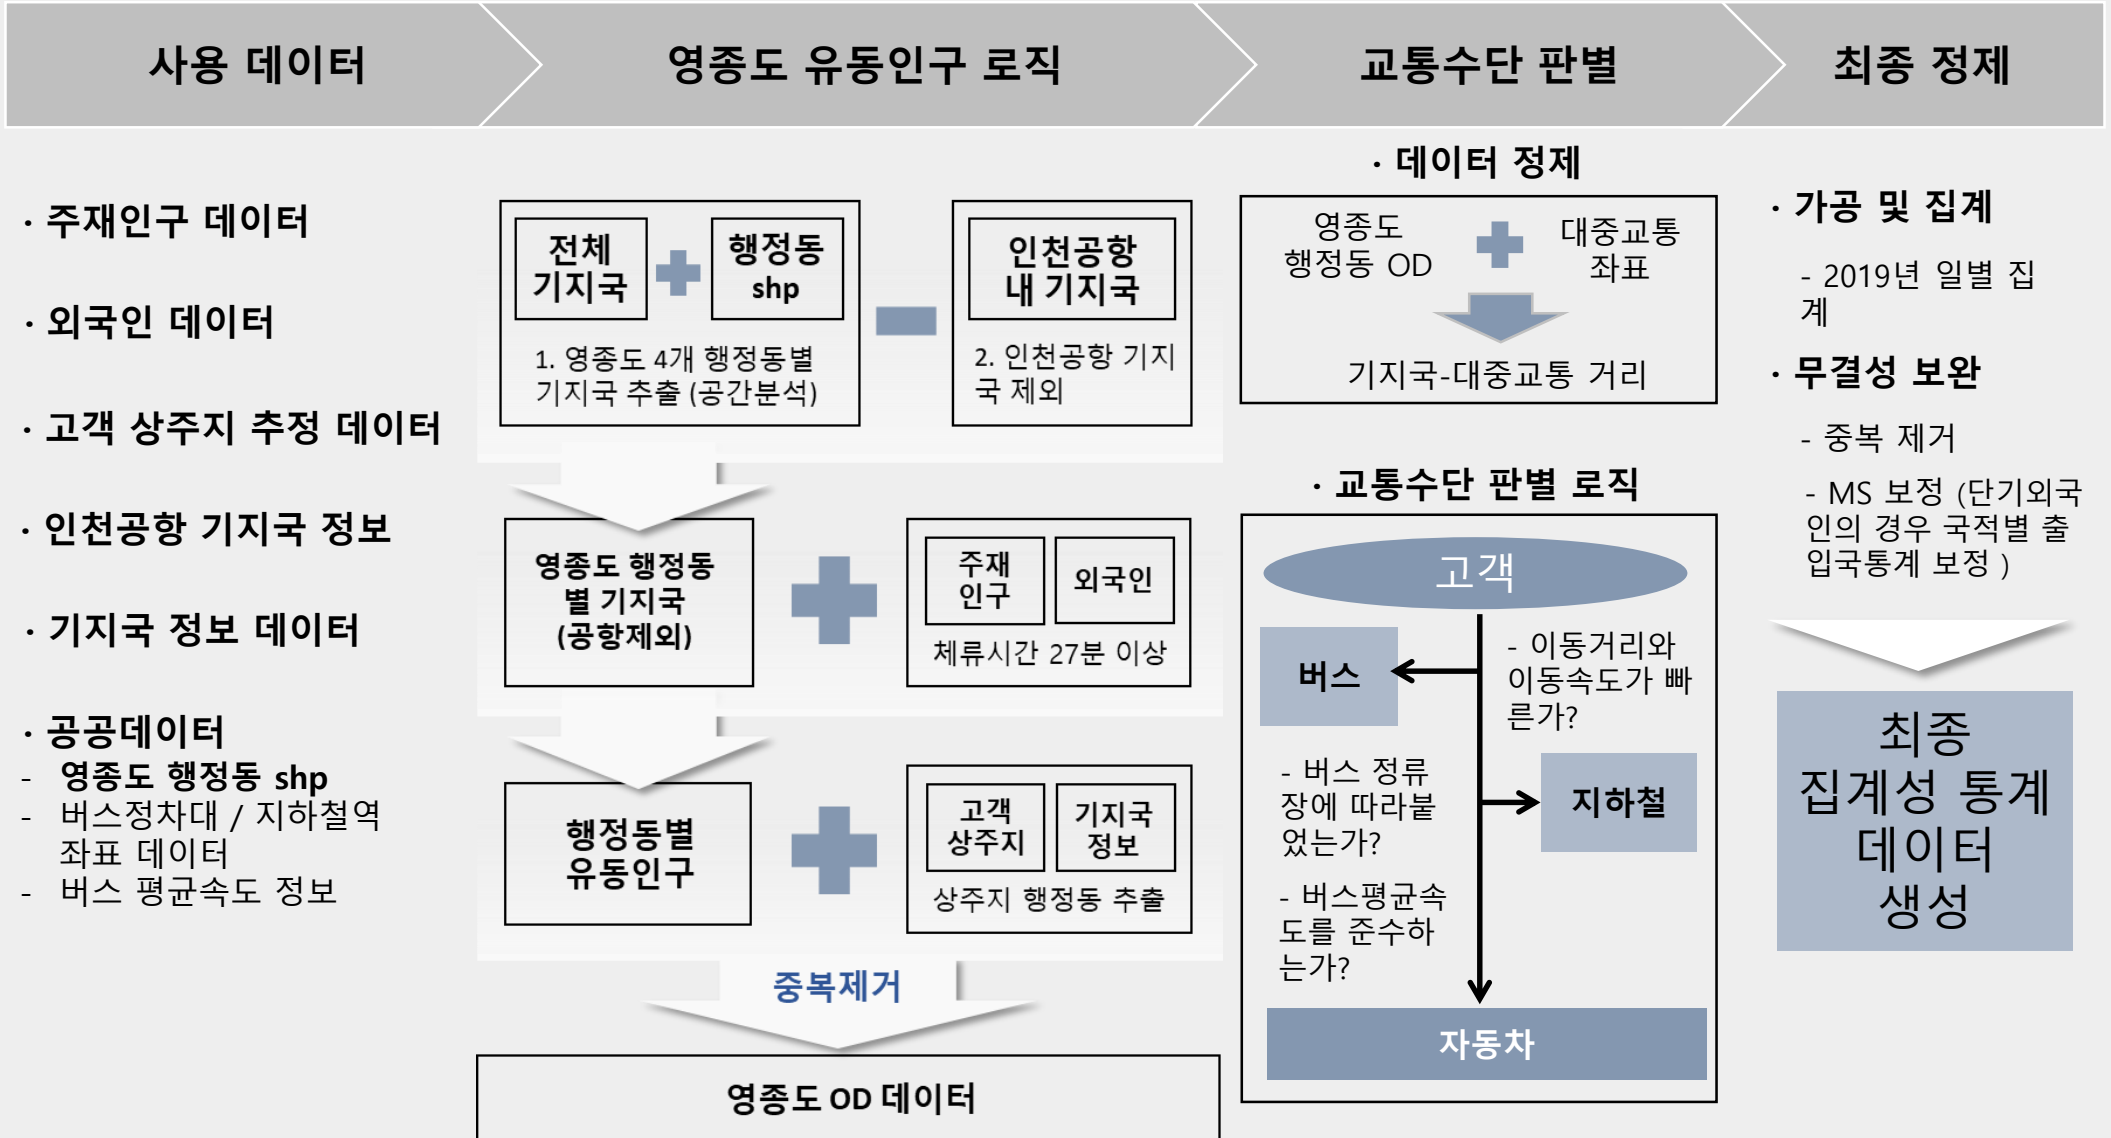 사용 데이터
영종도 유동인구 로직
교통수단 판별
최종 정제
· 주재인구 데이터
· 외국인 데이터
· 고객 상주지 추정 데이터
· 인천공항 기지국 정보
· 기지국 정보 데이터
· 공공데이터
- 영종도 행정동 shp
- 버스정차대 / 지하철역
좌표 데이터
- 버스 평균속도 정보
전체
기지국
행정동
shp
1. 영종도 4개 행정동별
기지국 추출 (공간분석)
인천공항
내 기지국
2. 인천공항 기지
국 제외
영종도 행정동
별 기지국
(공항제외)
주재
인구
외국인
체류시간 27분 이상
행정동별
유동인구
고객
상주지
기지국
정보
상주지 행정동 추출
중복제거
영종도 OD 데이터
· 데이터 정제
영종도
행정동 OD
대중교통
좌표
기지국-대중교통 거리
· 교통수단 판별 로직
고객
버스
- 이동거리와
이동속도가 빠
른가?
- 버스 정류
장에 따라붙
었는가?
지하철
- 버스평균속
도를 준수하
는가?
자동차
· 가공 및 집계
- 2019년 일별 집
계
· 무결성 보완
- 중복 제거
- MS 보정 (단기외국
인의 경우 국적별 출
입국통계 보정 )
최종
집계성 통계
데이터
생성